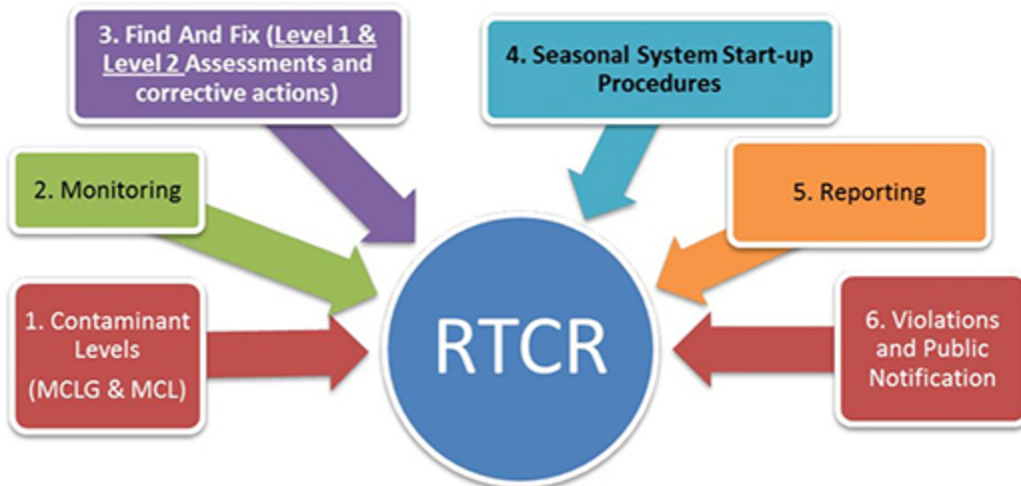 3. Find And Fix (Level 1 &
Level 2 Assessments and
corrective actions)
4. Seasonal System Start-up
Procedures
2. Monitoring
5. Reporting
1. Contaminant
Levels
(MCLG & MCL)
RTCR
6. Violations
and Public
Notification